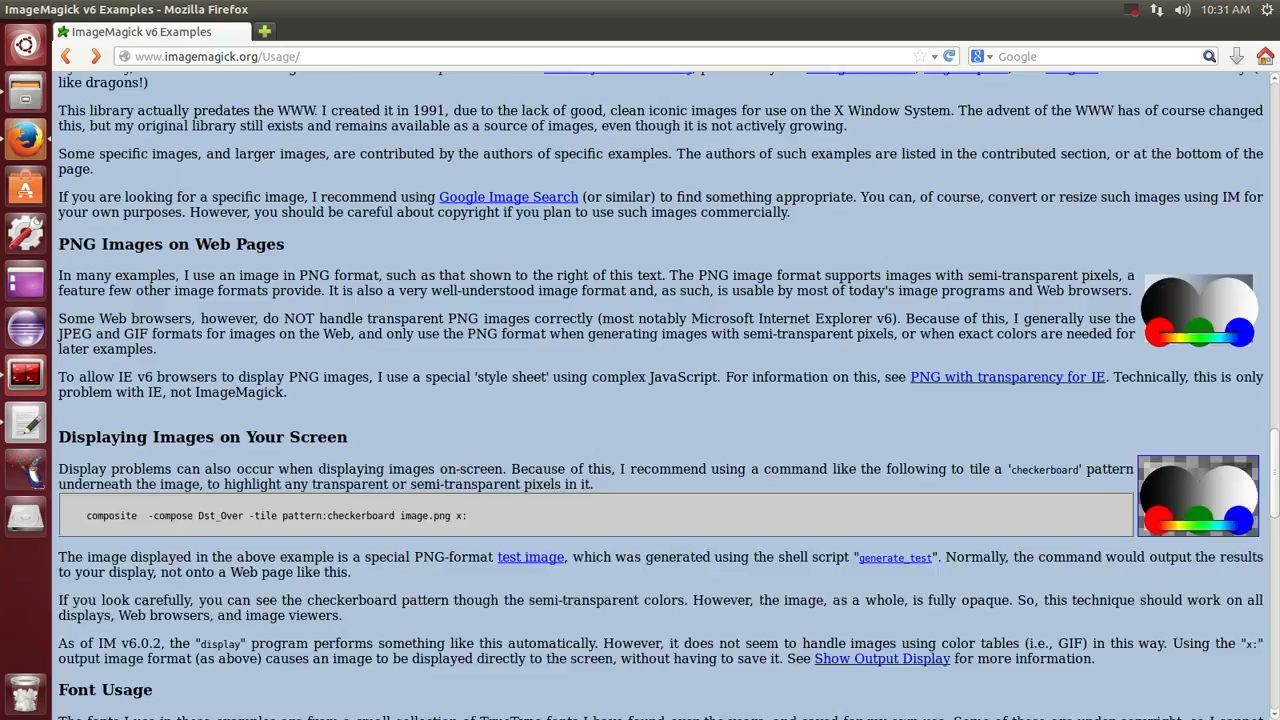 ImageMagick v6 Examples - Mozilla Firefox
10:31 AM
ImageMagick v6 Examples
www.imagemagick.org/Usage/
Google
like dragons!)
This library actually predates the WWW. I created it in 1991, due to the lack of good, clean iconic images for use on the X Window System. The advent of the WWW has of course changed
this, but my original library still exists and remains available as a source of images, even though it is not actively growing.
Some specific images, and larger images, are contributed by the authors of specific examples. The authors of such examples are listed in the contributed section, or at the bottom of the
page.
If you are looking for a specific image, I recommend using Google Image Search (or similar) to find something appropriate. You can, of course, convert or resize such images using IM for
your own purposes. However, you should be careful about copyright if you plan to use such images commercially.
PNG Images on Web Pages
In many examples, I use an image in PNG format, such as that shown to the right of this text. The PNG image format supports images with semi-transparent pixels, a
feature few other image formats provide. It is also a very well-understood image format and, as such, is usable by most of today's image programs and Web browsers.
Some Web browsers, however, do NOT handle transparent PNG images correctly (most notably Microsoft Internet Explorer v6). Because of this, I generally use the
JPEG and GIF formats for images on the Web, and only use the PNG format when generating images with semi-transparent pixels, or when exact colors are needed for
later examples.
To allow IE v6 browsers to display PNG images, I use a special 'style sheet' using complex JavaScript. For information on this, see PNG with transparency for IE. Technically, this is only
problem with IE, not ImageMagick.
Displaying Images on Your Screen
Display problems can also occur when displaying images on-screen. Because of this, I recommend using a command like the following to tile a 'checkerboard' pattern
underneath the image, to highlight any transparent or semi-transparent pixels in it.
composite -compose Dst_Over -tile pattern:checkerboard image.png x:
The image displayed in the above example is a special PNG-format test image, which was generated using the shell script "generate_test". Normally, the command would output the results
to your display, not onto a Web page like this.
If you look carefully, you can see the checkerboard pattern though the semi-transparent colors. However, the image, as a whole, is fully opaque. So, this technique should work on all
displays, Web browsers, and image viewers.
As of IM v6.0.2, the "display" program performs something like this automatically. However, it does not seem to handle images using color tables (i.e., GIF) in this way. Using the "x:"
output image format (as above) causes an image to be displayed directly to the screen, without having to save it. See Show Output Display for more information.
Font Usage